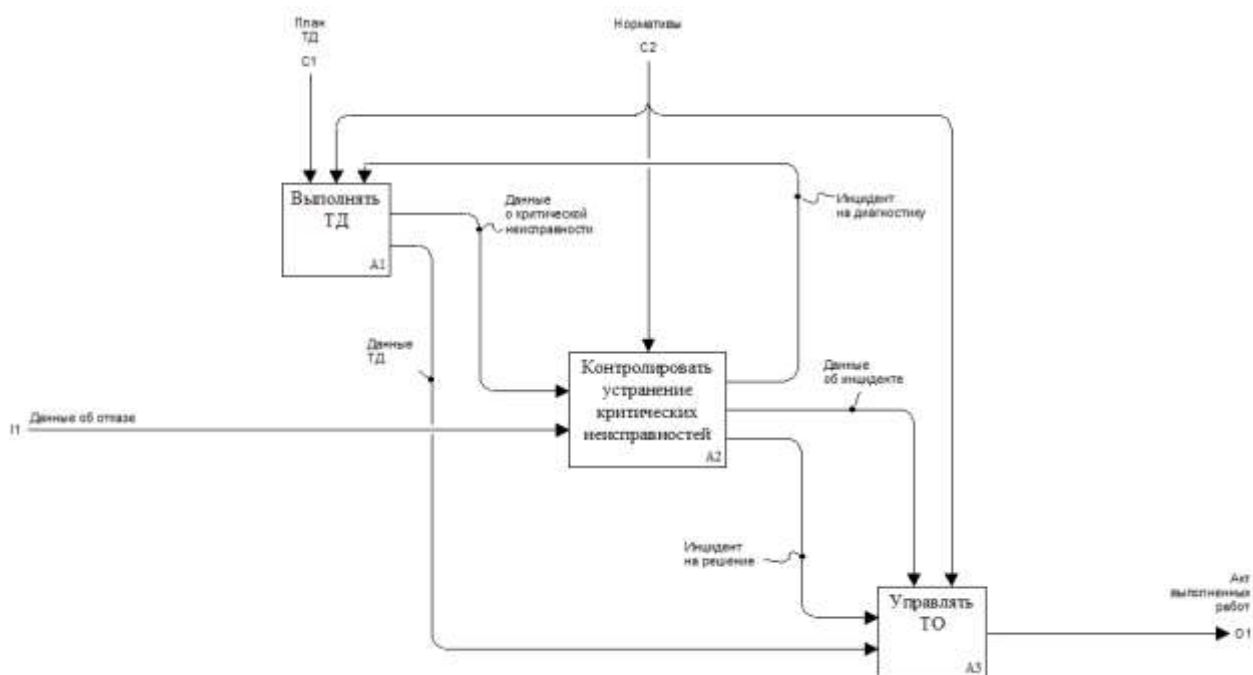 План
ТД
C1
Нормативы
C2
Выполнять
ТД
A1
Данные
о критической
неисправности
Инцидент
на диагностику
Данные
ТД
Контролировать
устранение
критических
неисправностей
A2
Данные
об инциденте
I1
Данные об отказе
Инцидент
на решение
Управлять
ТО
A3
Акт
выполненных
работ
O1